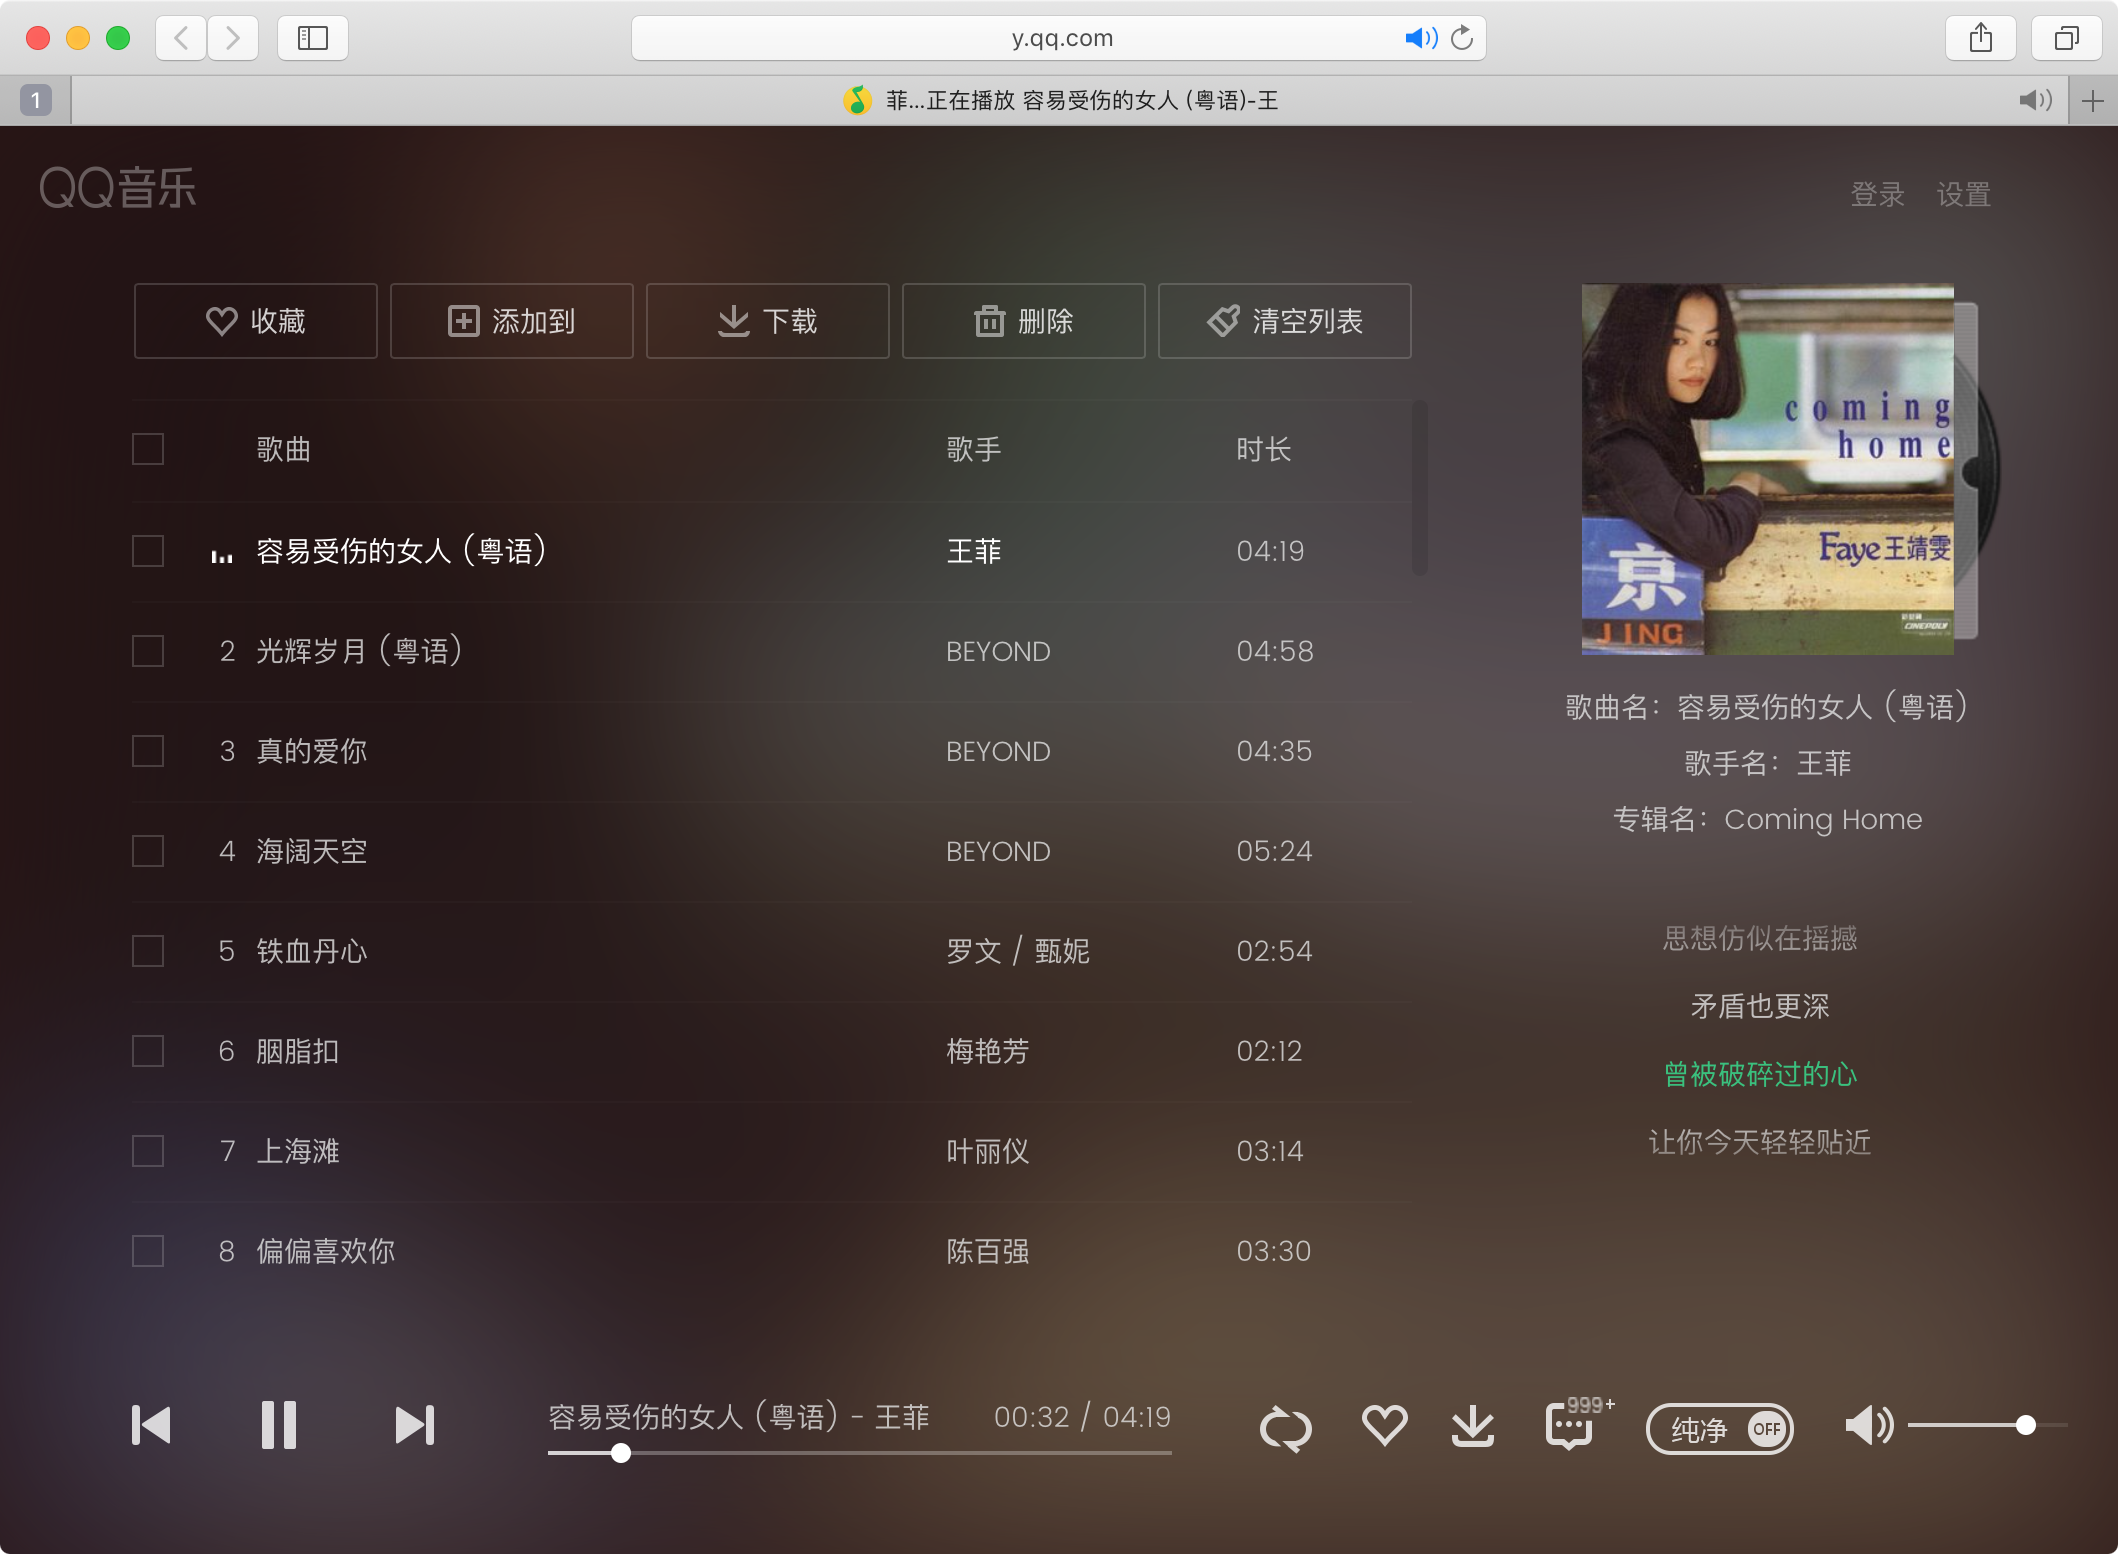 y.qq.com
1
菲...正在播放 容易受伤的女人 (粤语)-王
QQ音乐
登录 设置
收藏 添加到 下载 删除 清空列表
歌曲 歌手 时长
容易受伤的女人（粤语） 王菲 04:19
2 光辉岁月（粤语） BEYOND 04:58
3 真的爱你 BEYOND 04:35
4 海阔天空 BEYOND 05:24
5 铁血丹心 罗文 / 甄妮 02:54
6 胭脂扣 梅艳芳 02:12
7 上海滩 叶丽仪 03:14
8 偏偏喜欢你 陈百强 03:30
coming
home
Faye王靖雯
京
JING
CINEPOLY
歌曲名：容易受伤的女人（粤语）
歌手名：王菲
专辑名：Coming Home
思想仿似在摇撼
矛盾也更深
曾被破碎过的心
让你今天轻轻贴近
容易受伤的女人（粤语）- 王菲 00:32 / 04:19
999+
纯净 OFF